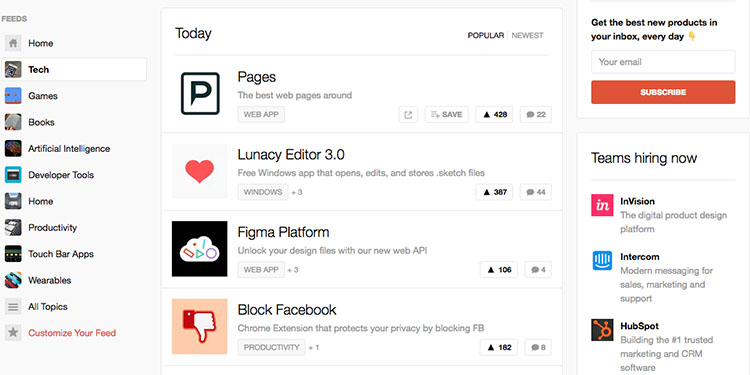 FEEDS
Home
Tech
Games
Books
Artificial Intelligence
Developer Tools
Home
Productivity
Touch Bar Apps
Wearables
All Topics
Customize Your Feed
Today
POPULAR | NEWEST
P
Pages
The best web pages around
WEB APP
SAVE
428
22
Lunacy Editor 3.0
Free Windows app that opens, edits, and stores .sketch files
WINDOWS + 3
387
44
Figma Platform
Unlock your design files with our new web API
WEB APP + 3
106
4
Block Facebook
Chrome Extension that protects your privacy by blocking FB
PRODUCTIVITY + 1
182
8
Get the best new products in
your inbox, every day 👇
Your email
SUBSCRIBE
Teams hiring now
in
InVision
The digital product design
platform
Intercom
Modern messaging for
sales, marketing and
support
HubSpot
Building the #1 trusted
marketing and CRM
software